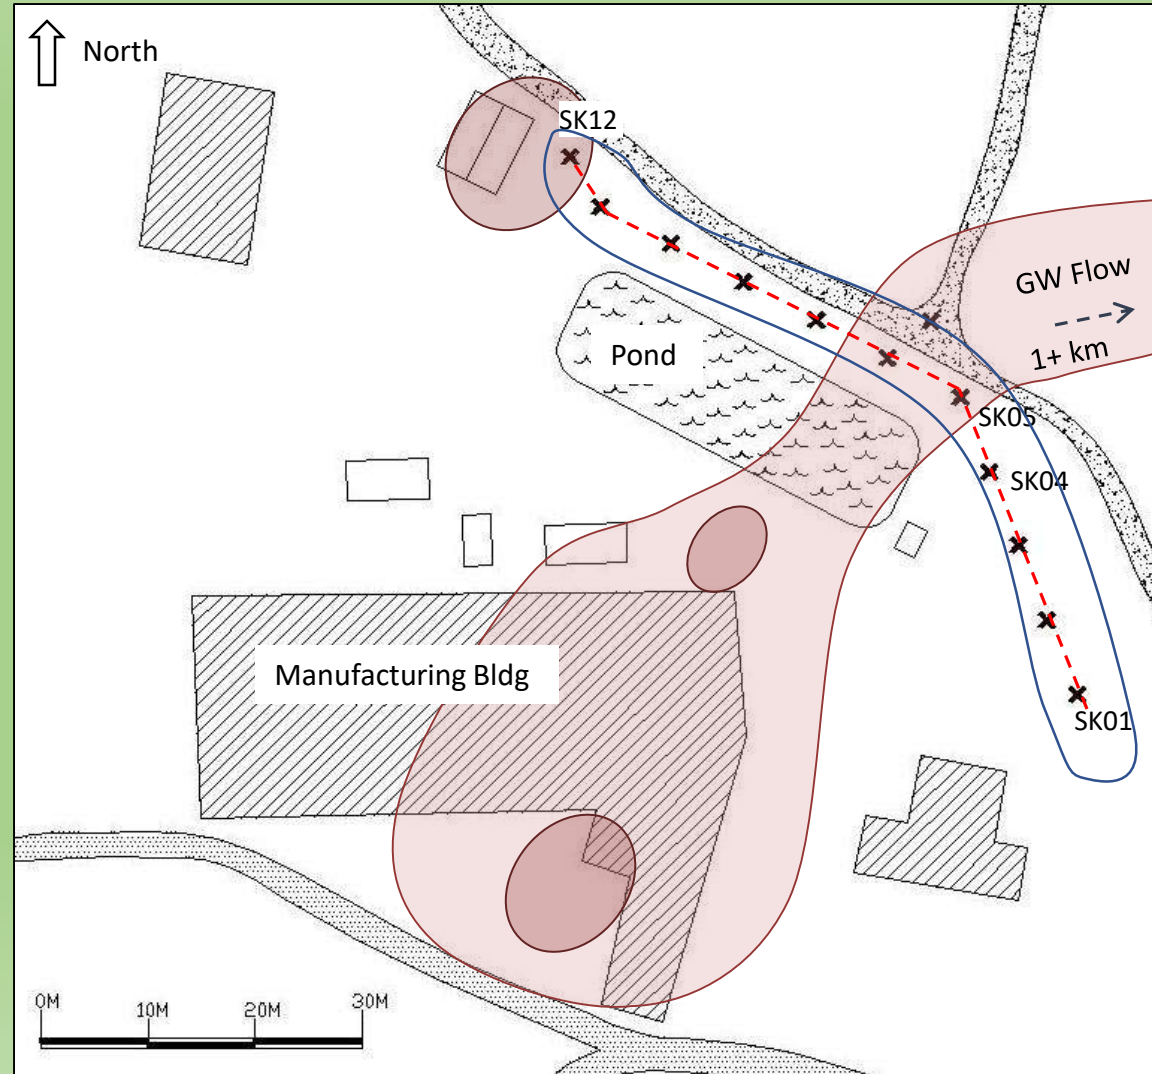 North
SK12
GW Flow
1+ km
Pond
SK05
SK04
Manufacturing Bldg
SK01
0M 10M 20M 30M